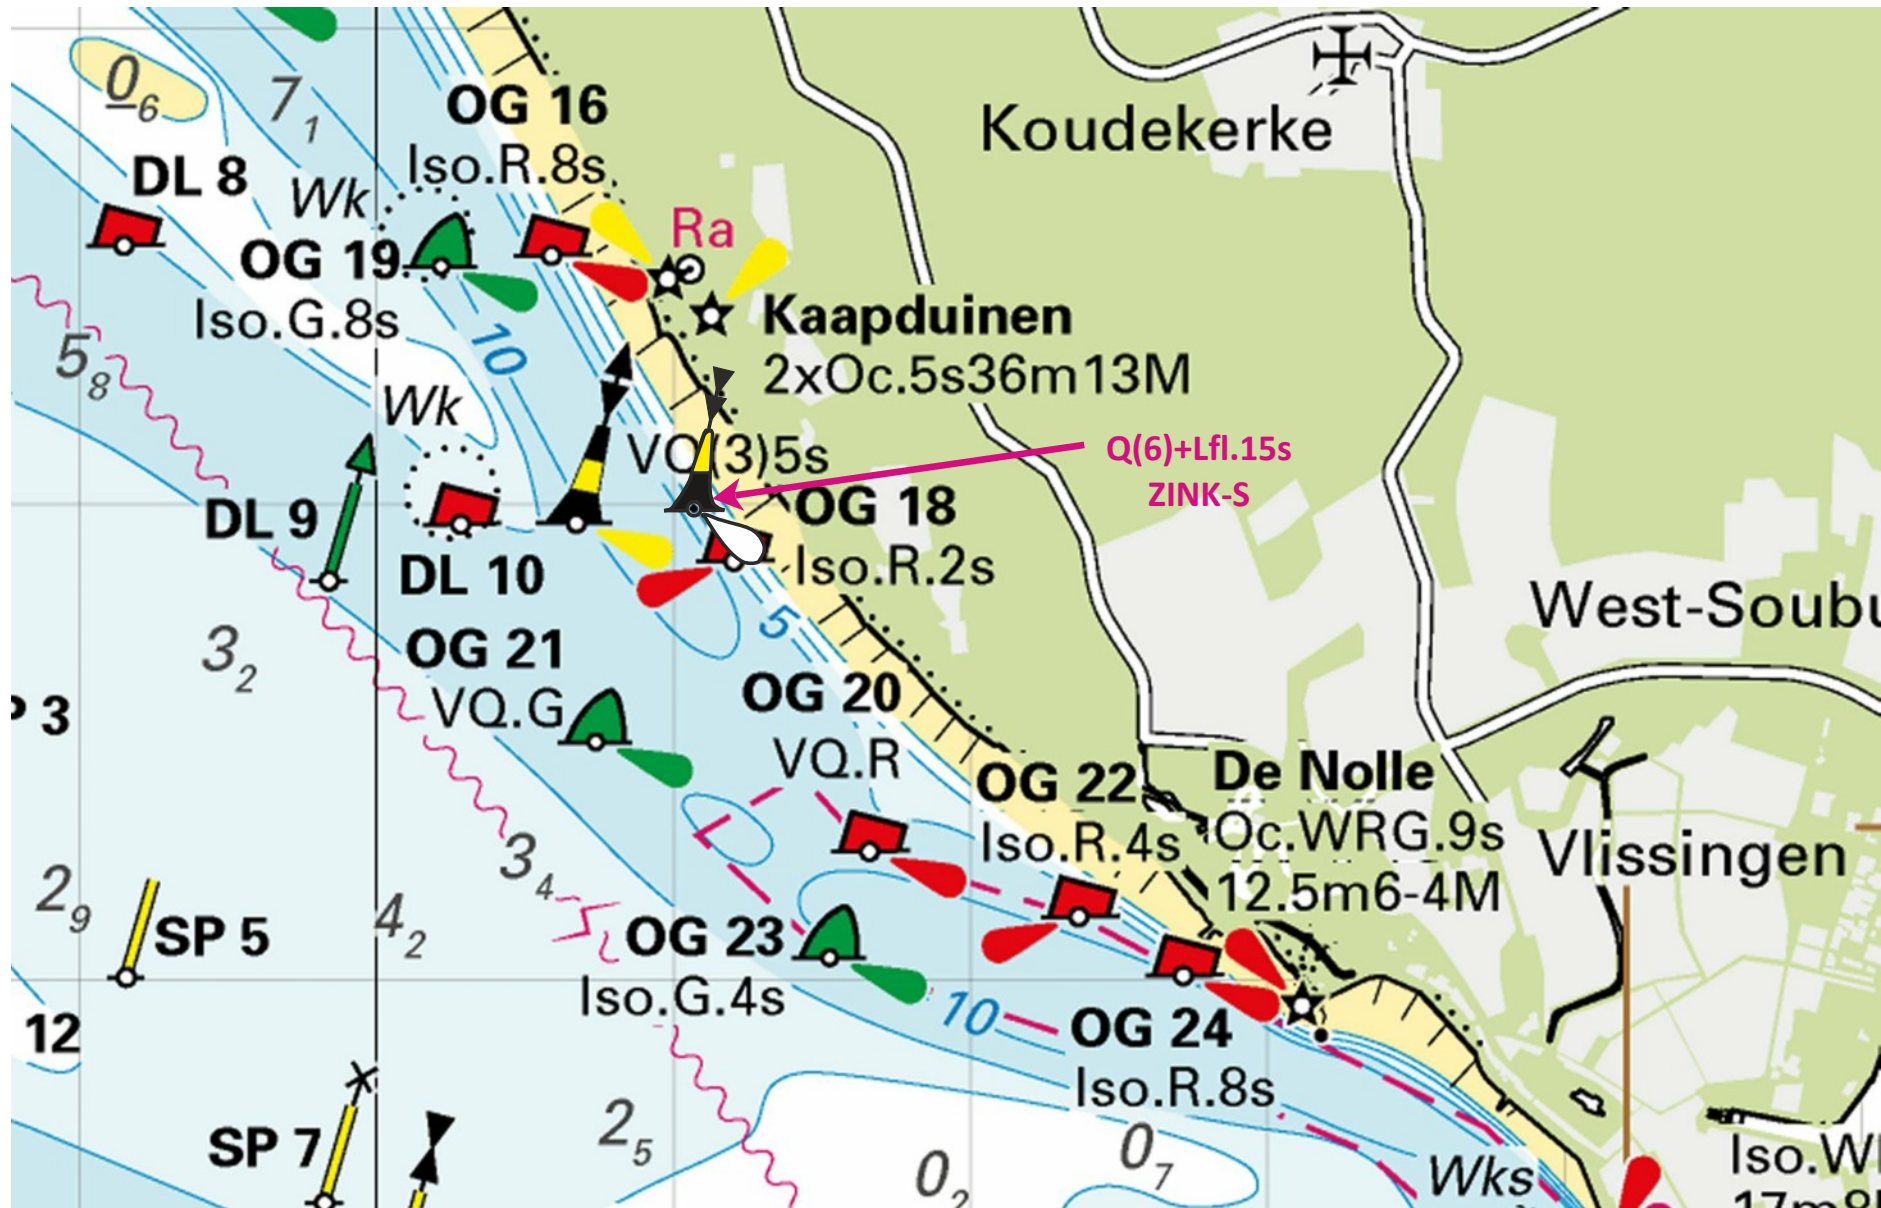 0₆
7₁
OG 16
Iso.R.8s
Koudekerke
DL 8
Wk
Ra
OG 19
Iso.G.8s
10
Kaapduinen
2xOc.5s36m13M
5₈
Wk
VQ(3)5s
Q(6)+Lfl.15s
ZINK-S
DL 9
OG 18
Iso.R.2s
DL 10
West-Soubu
3₂
OG 21
VQ.G
5
OG 20
VQ.R
P 3
OG 22
Iso.R.4s
De Nolle
Oc.WRG.9s
12.5m6-4M
Vlissingen
3₄
2₉
4₂
SP 5
OG 23
Iso.G.4s
10
OG 24
Iso.R.8s
12
SP 7
2₅
0₂
0₇
Wks
Iso.W
17m8